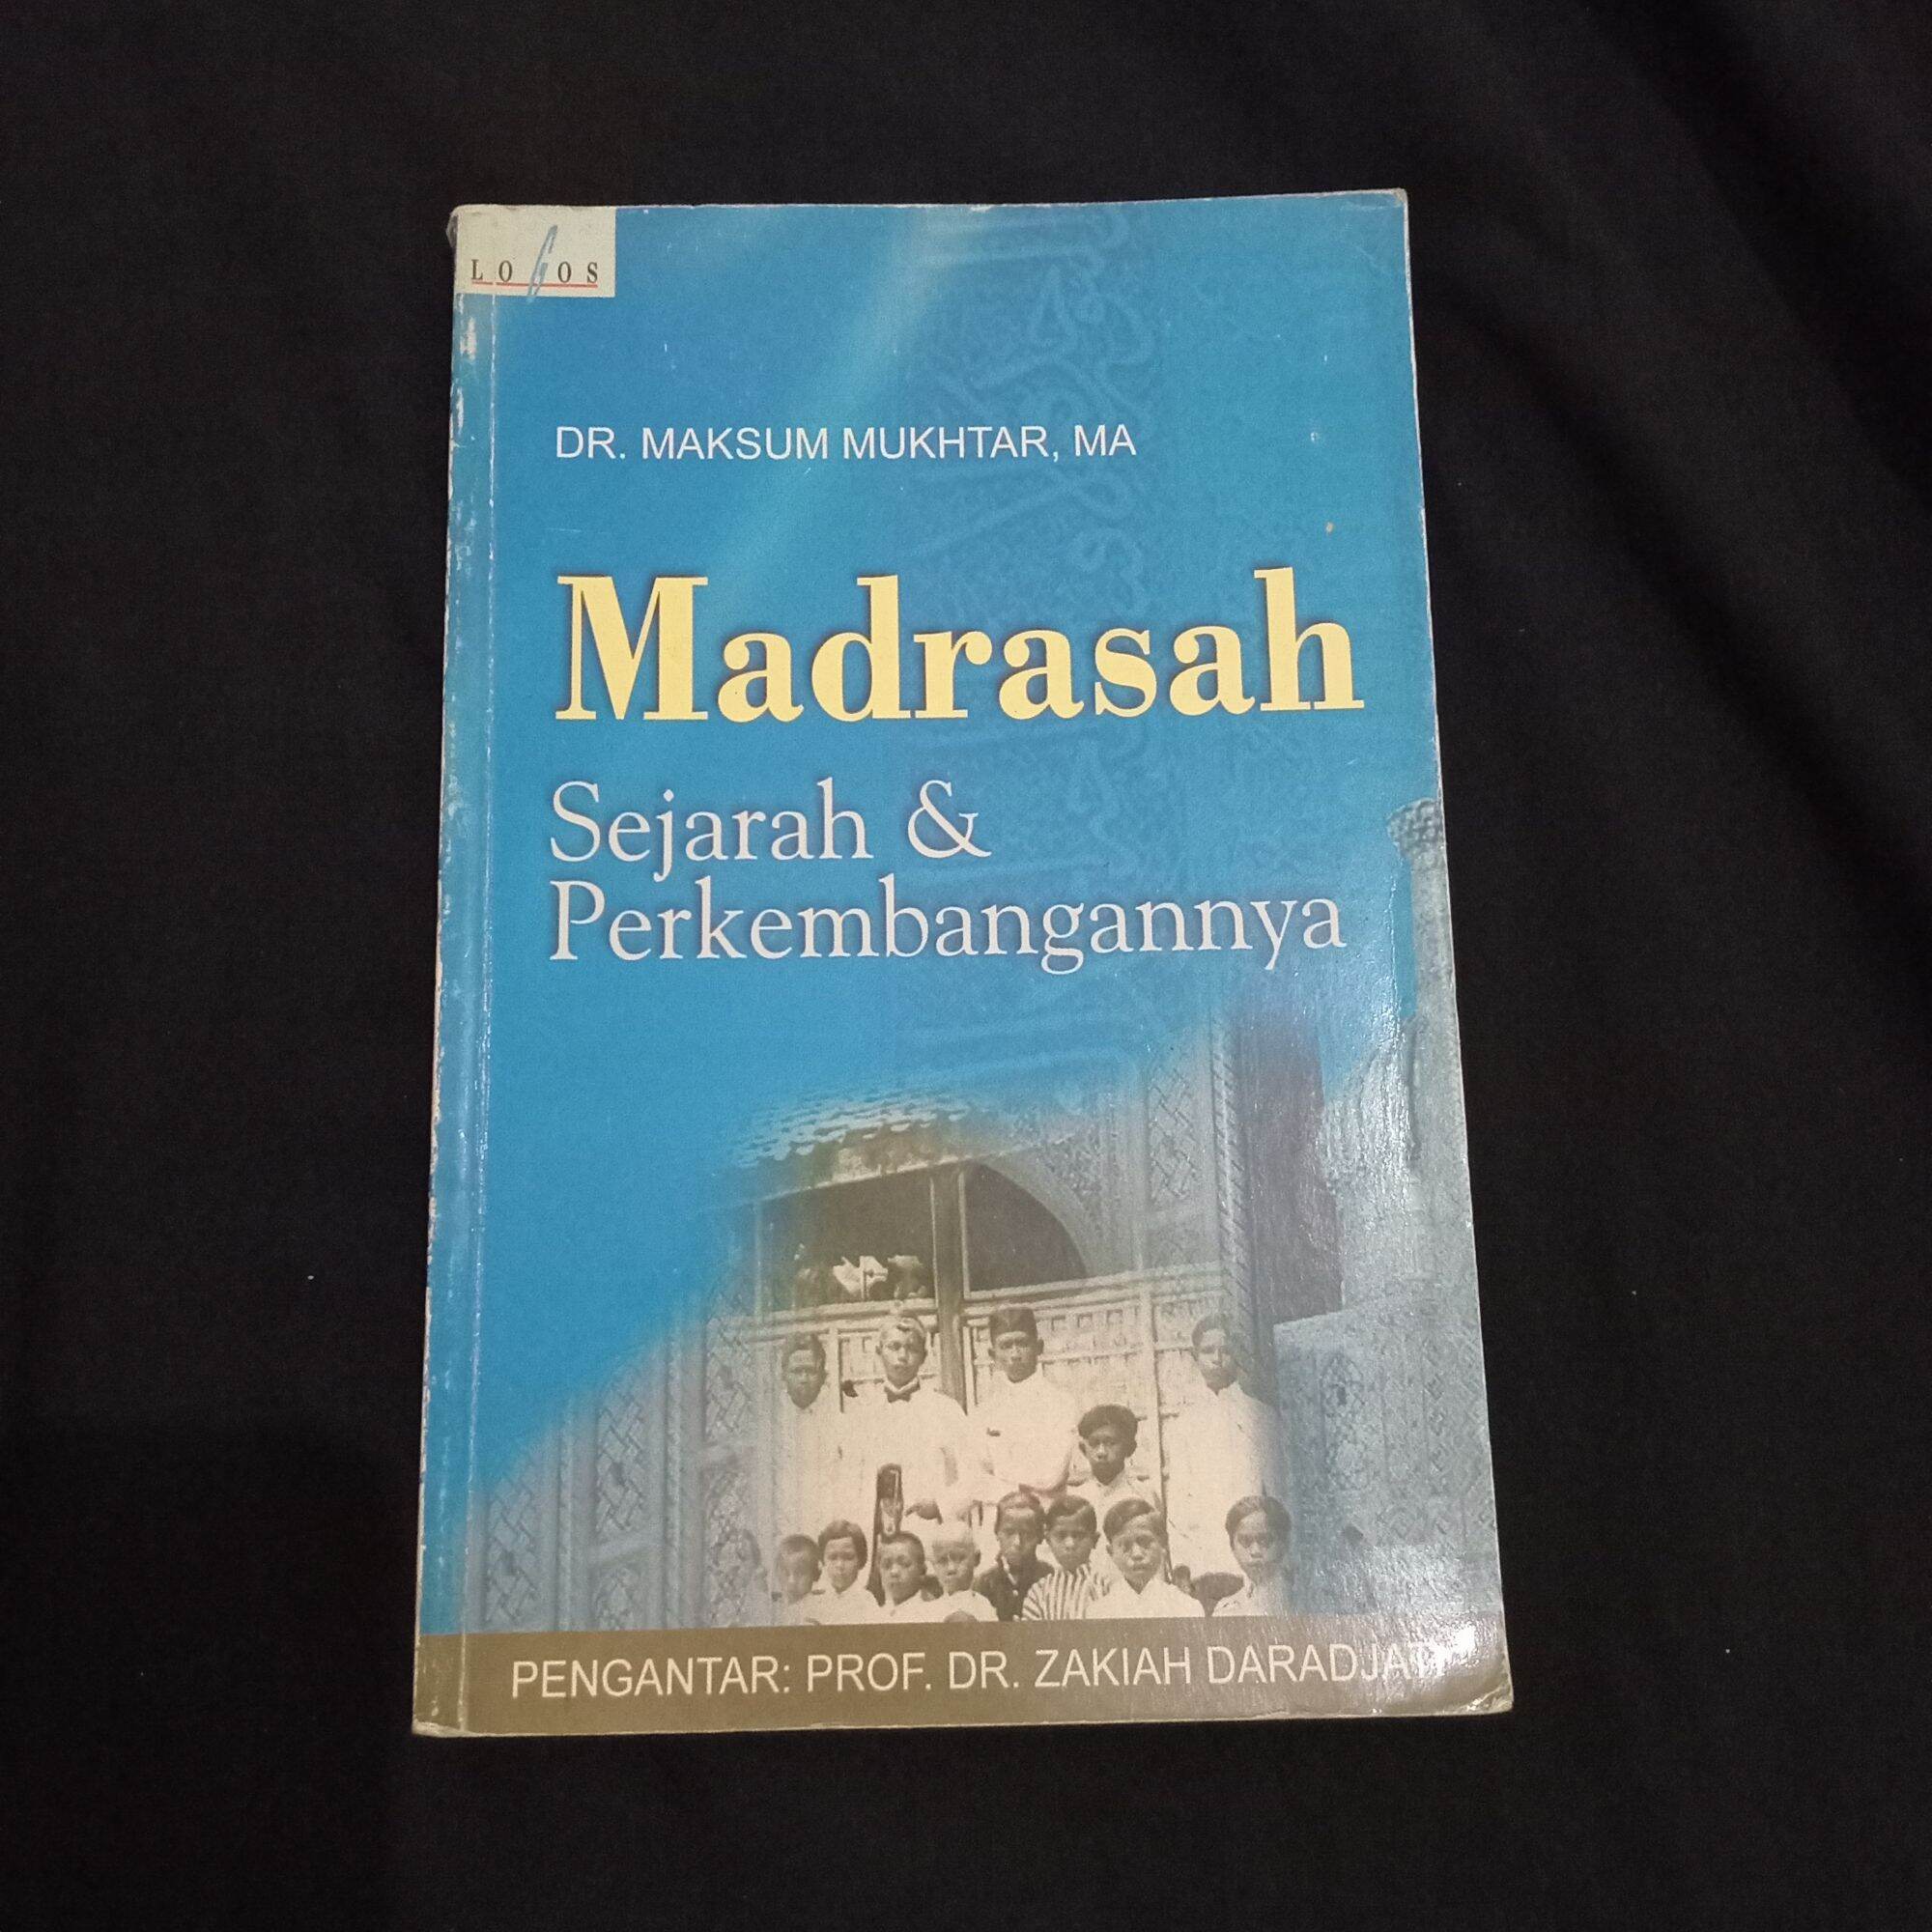 LOGOS
DR. MAKSUM MUKHTAR, MA
Madrasah
Sejarah &
Perkembangannya
PENGANTAR: PROF. DR. ZAKIAH DARADJAT